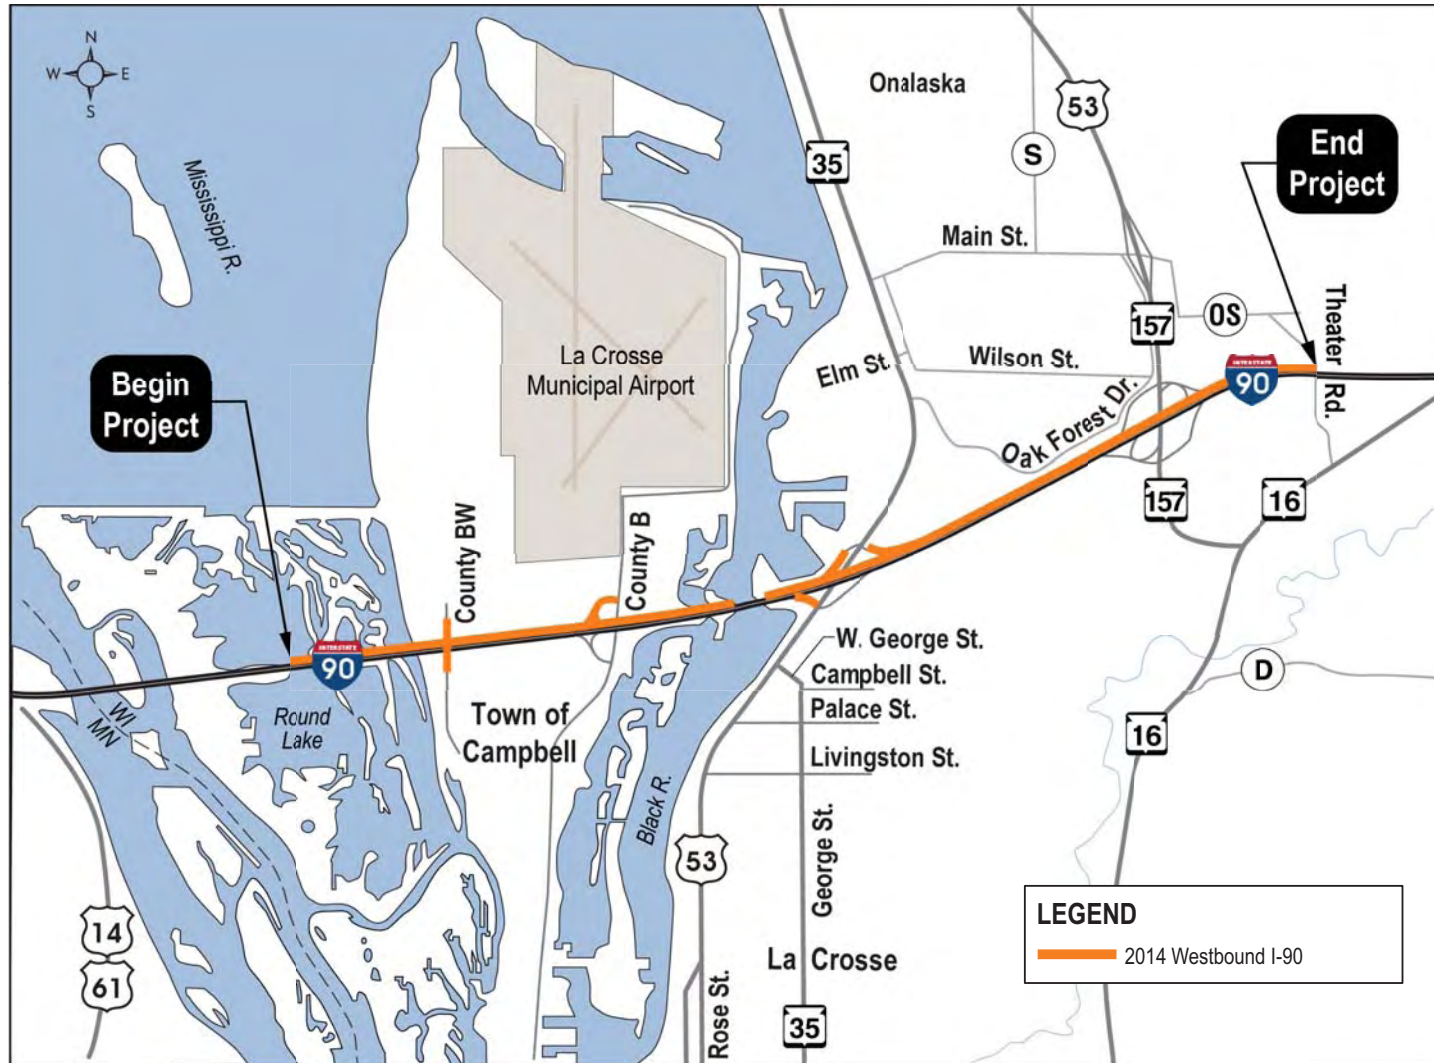 N
W
E
S
Mississippi R.
Onalaska
53
35
S
End
Project
Main St.
La Crosse
Municipal Airport
157
OS
Theater Rd.
Elm St.
Wilson St.
INTERSTATE
90
Begin
Project
Oak Forest Dr.
157
16
County BW
County B
INTERSTATE
90
W. George St.
Campbell St.
Palace St.
Livingston St.
D
16
WI
MN
Round
Lake
Town of
Campbell
Black R.
53
George St.
14
61
La Crosse
Rose St.
35
LEGEND
2014 Westbound I-90